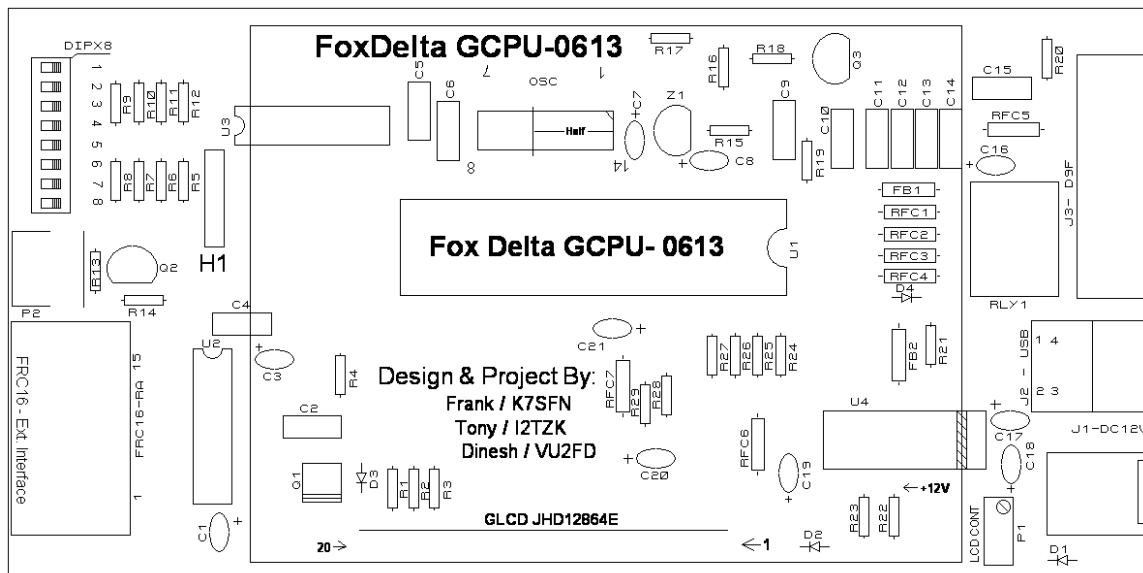 DIPX8
1
2
3
4
5
6
7
8
R9
R10
R11
R12
R8
R7
R6
R5
U3
H1
P2
R13
Q2
R14
C4
FoxDelta GCPU-0613
C5
C6
7
OSC
1
Half
8
14
C7
+
Z1
+
C8
R17
R16
R18
R15
Q3
C9
R19
C10
C11
C12
C13
C14
C15
R20
RFC5
C16
+
J3- D9F
FB1
RFC1
RFC2
RFC3
RFC4
D4
RLY1
Fox Delta GCPU- 0613
U1
FRC16 - Ext. Interface
FRC16-RA
15
1
U2
C3
+
R4
C2
Q1
D3
R1
R2
R3
C1
+
Design & Project By:
Frank / K7SFN
Tony / I2TZK
Dinesh / VU2FD
C21
+
RFC7
R29
R28
+
C20
R27
R26
R25
R24
FB2
R21
RFC6
+
C19
U4
+12V
R23
R22
J2 - USB
1 4
2 3
+
C17
C18
+
J1-DC12V
LCD CONT
P1
D1
D2
GLCD JHD12864E
20
1